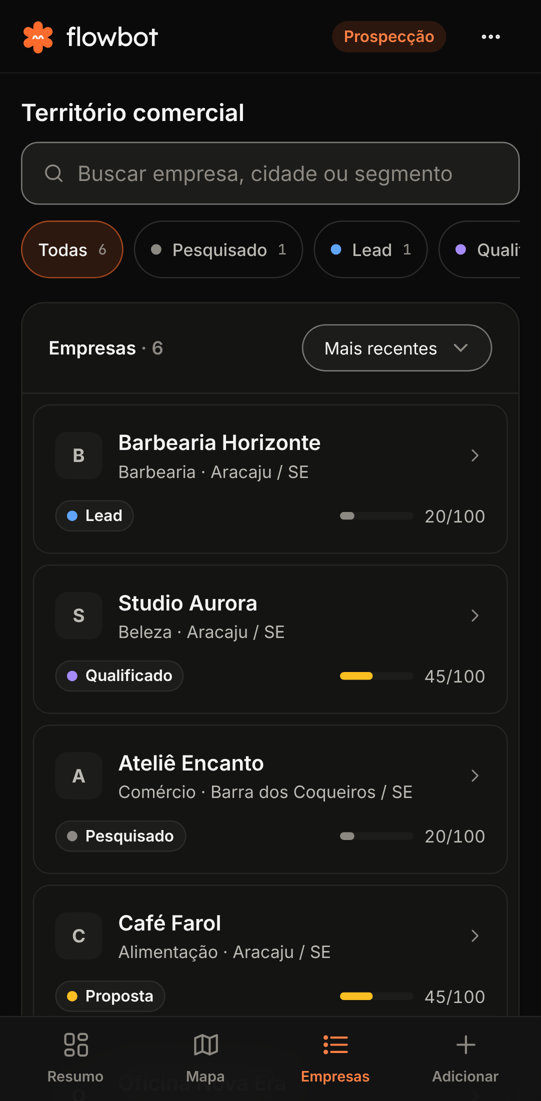 flowbot
Prospecção
Território comercial
Buscar empresa, cidade ou segmento
Todas 6
Pesquisado 1
Lead 1
Empresas · 6
Mais recentes
B
Barbearia Horizonte
Barbearia · Aracaju / SE
Lead
20/100
S
Studio Aurora
Beleza · Aracaju / SE
Qualificado
45/100
A
Ateliê Encanto
Comércio · Barra dos Coqueiros / SE
Pesquisado
20/100
C
Café Farol
Alimentação · Aracaju / SE
Proposta
45/100
Resumo
Mapa
Empresas
Adicionar